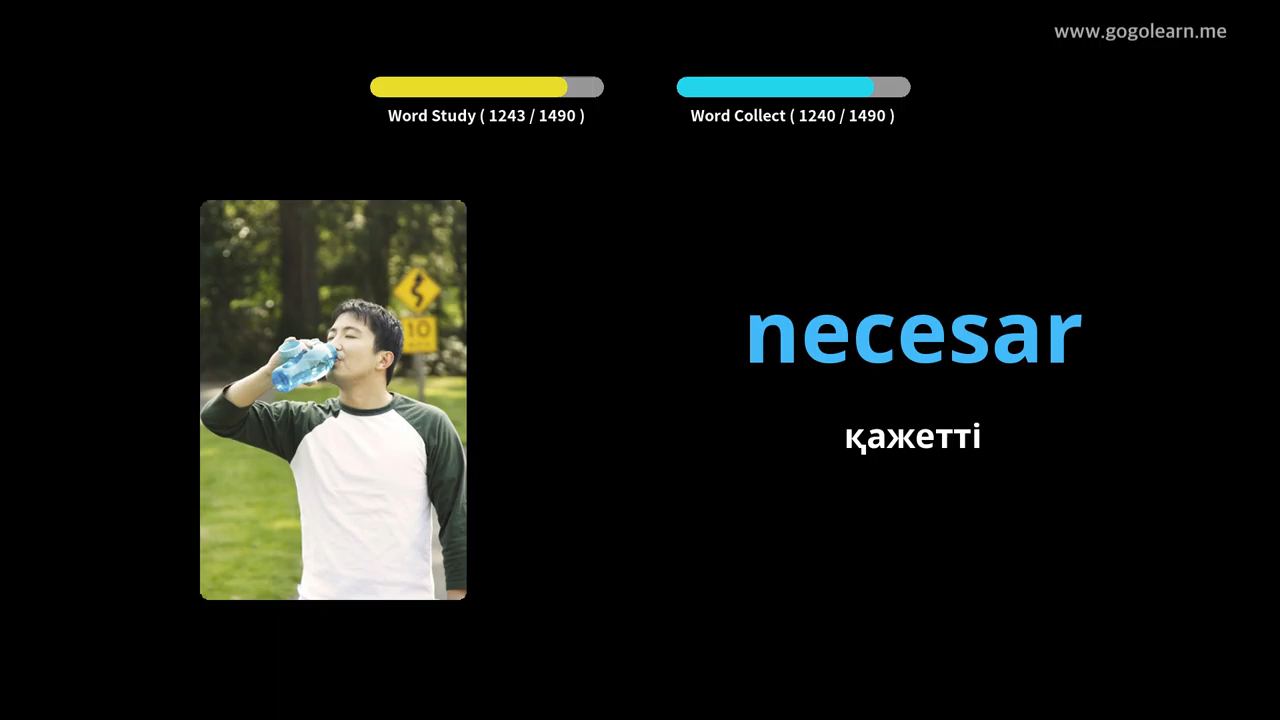 www.gogolearn.me
Word Study ( 1243 / 1490 )
Word Collect ( 1240 / 1490 )
10
necesar
қажетті